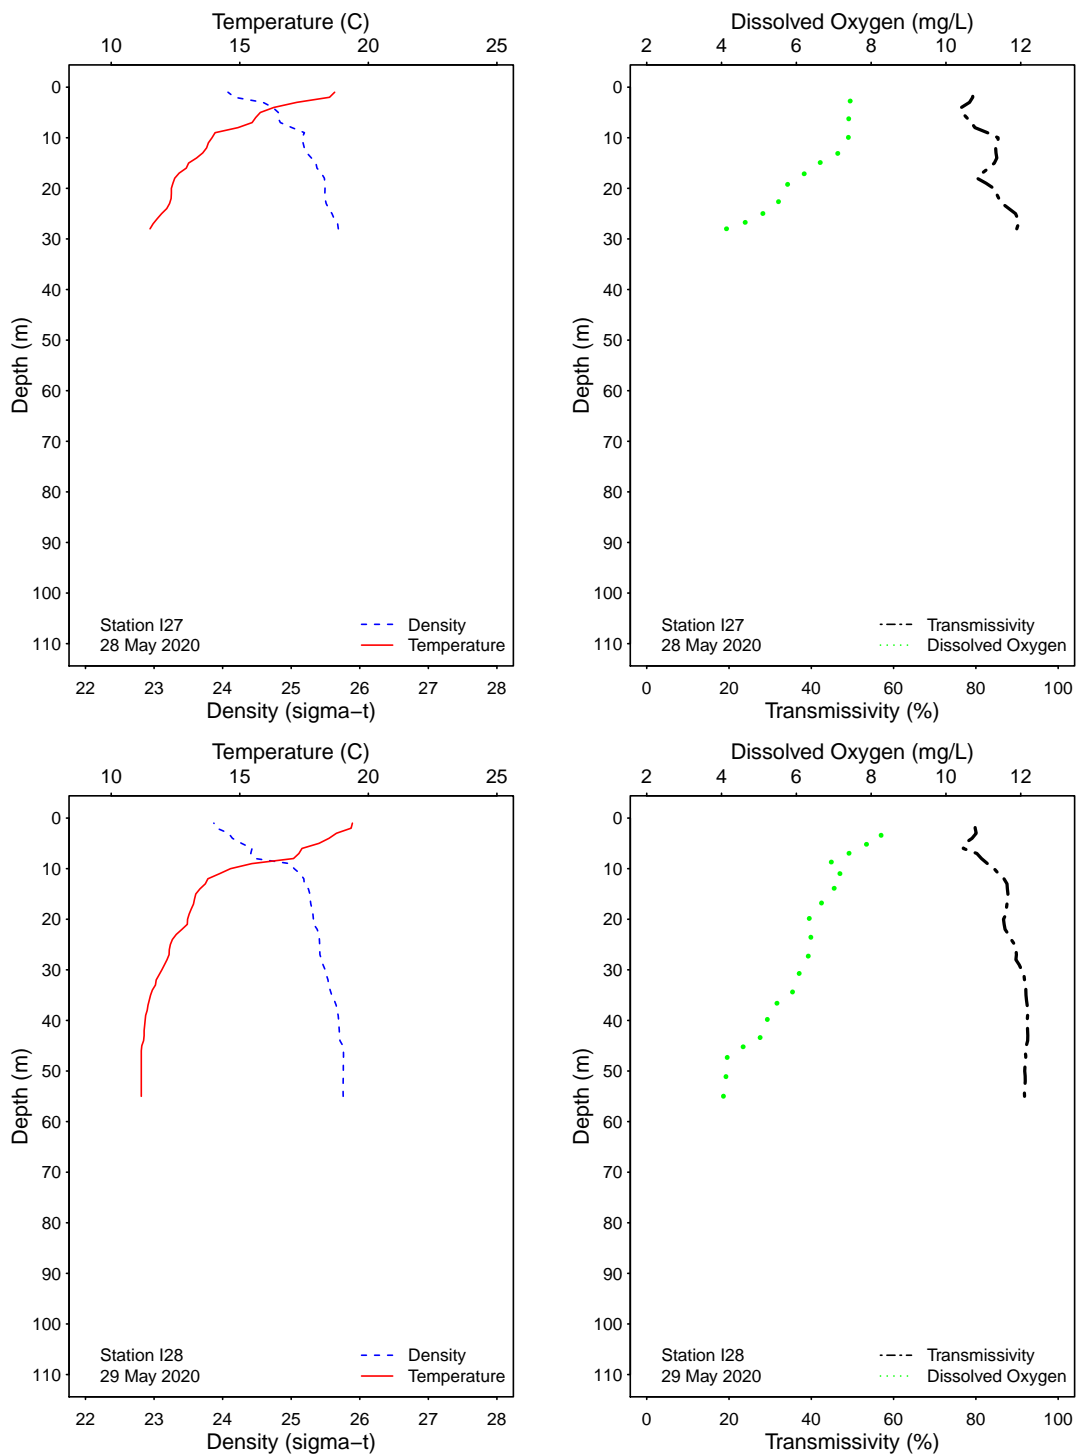 Temperature (C)
10 15 20 25
0
10
20
30
40
50
60
70
80
90
100
110
Depth (m)
Station I27
28 May 2020
Density
Temperature
22 23 24 25 26 27 28
Density (sigma−t)
Dissolved Oxygen (mg/L)
2 4 6 8 10 12
0
10
20
30
40
50
60
70
80
90
100
110
Depth (m)
Station I27
28 May 2020
Transmissivity
Dissolved Oxygen
0 20 40 60 80 100
Transmissivity (%)
Temperature (C)
10 15 20 25
0
10
20
30
40
50
60
70
80
90
100
110
Depth (m)
Station I28
29 May 2020
Density
Temperature
22 23 24 25 26 27 28
Density (sigma−t)
Dissolved Oxygen (mg/L)
2 4 6 8 10 12
0
10
20
30
40
50
60
70
80
90
100
110
Depth (m)
Station I28
29 May 2020
Transmissivity
Dissolved Oxygen
0 20 40 60 80 100
Transmissivity (%)